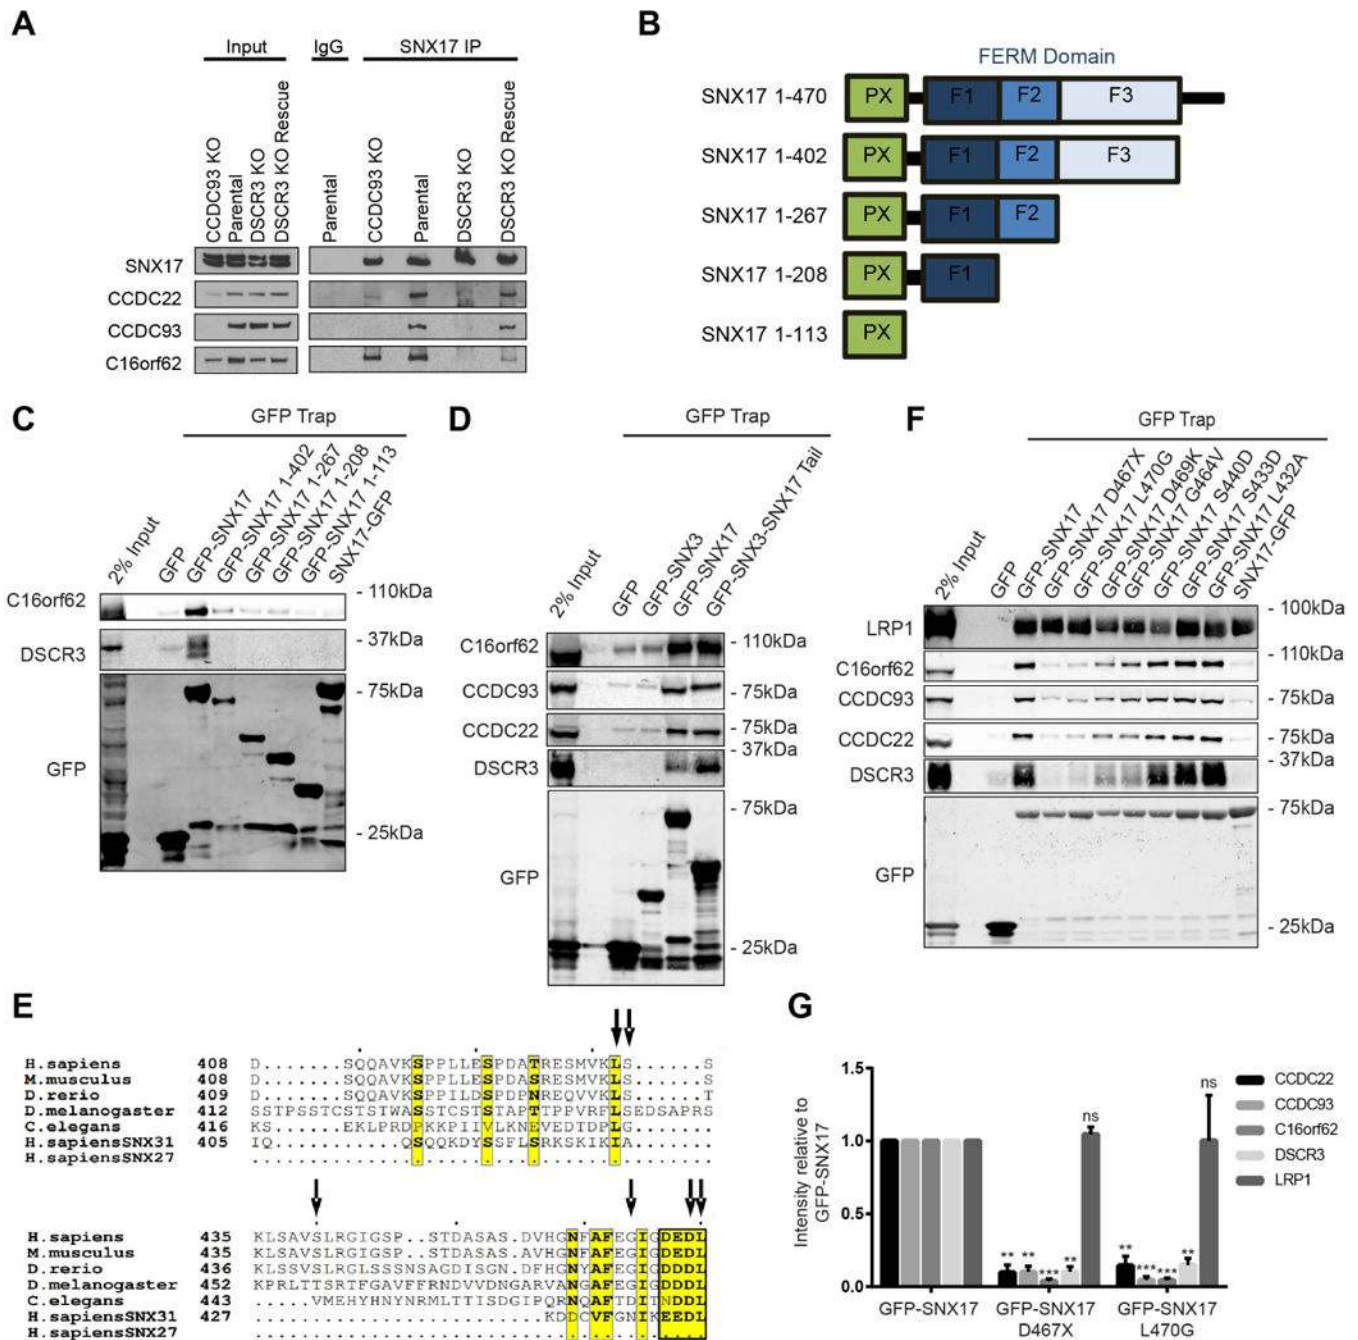 A
Input
IgG
SNX17 IP
CCDC93 KO
Parental
DSCR3 KO
DSCR3 KO Rescue
Parental
CCDC93 KO
Parental
DSCR3 KO
DSCR3 KO Rescue
SNX17
CCDC22
CCDC93
C16orf62
B
FERM Domain
SNX17 1-470
PX
F1
F2
F3
SNX17 1-402
PX
F1
F2
F3
SNX17 1-267
PX
F1
F2
SNX17 1-208
PX
F1
SNX17 1-113
PX
C
GFP Trap
2% Input
GFP
GFP-SNX17
GFP-SNX17 1-402
GFP-SNX17 1-267
GFP-SNX17 1-208
GFP-SNX17 1-113
SNX17-GFP
C16orf62
- 110kDa
DSCR3
- 37kDa
GFP
- 75kDa
- 25kDa
D
GFP Trap
2% Input
GFP
GFP-SNX3
GFP-SNX17
GFP-SNX3-SNX17 Tail
C16orf62
- 110kDa
CCDC93
- 75kDa
CCDC22
- 75kDa
- 37kDa
DSCR3
- 75kDa
GFP
- 25kDa
F
GFP Trap
2% Input
GFP
GFP-SNX17
GFP-SNX17 D467X
GFP-SNX17 L470G
GFP-SNX17 D469K
GFP-SNX17 G464V
GFP-SNX17 S440D
GFP-SNX17 S433D
GFP-SNX17 L432A
SNX17-GFP
LRP1
- 100kDa
C16orf62
- 110kDa
CCDC93
- 75kDa
CCDC22
- 75kDa
- 37kDa
DSCR3
- 75kDa
GFP
- 25kDa
E
H.sapiens 408 D.......SQQAVKSPPLLESPDATRESMVKLS......S
M.musculus 408 D.......SQQAVKSPPLLESPDASRESMVKLS......S
D.rerio 409 D.......SQQAVKSPPILDSPDNREQVVKLS......T
D.melanogaster 412 SSTPSSTCSTSTWASSTCSTSTAPTTPPVRFLSEDSAPRS
C.elegans 416 KS......EKLPRDPKKPIIVLKNEVEDTDPLG.......
H.sapiensSNX31 405 IQ............QSQQKDYSSFLSRKSKIIA.......
H.sapiensSNX27
H.sapiens 435 KLSAVSLRGIGSP..STDASAS.DVHGNFAFEGIGDEDL
M.musculus 435 KLSAVSLRGIGSP..STDASAS.AVHGNFAFEGIGDEDL
D.rerio 436 KLSEVSLRGLSSSNSAGNDISGN.DFHGNYAFEGIGDDDL
D.melanogaster 452 KPRLTTSRTFGAVFFRNDVVDNGARVANGAFEGIGDDDL
C.elegans 443 .....VMEHYHNYNRMLTTISDGIPQRNQAFTDITNDDDL
H.sapiensSNX31 427 KDDCVFGNIKEEDL
H.sapiensSNX27
G
Intensity relative to
GFP-SNX17
1.5
1.0
0.5
0.0
GFP-SNX17
GFP-SNX17
D467X
GFP-SNX17
L470G
** ** *** ** ns
** *** *** ** ns
CCDC22
CCDC93
C16orf62
DSCR3
LRP1